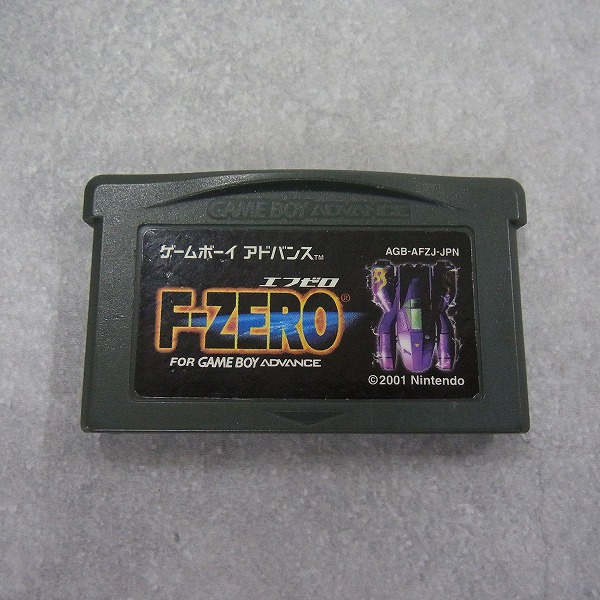 GAME BOY ADVANCE
ゲームボーイ アドバンス™
AGB-AFZJ-JPN
エフゼロ
F-ZERO®
FOR GAME BOY ADVANCE
©2001 Nintendo